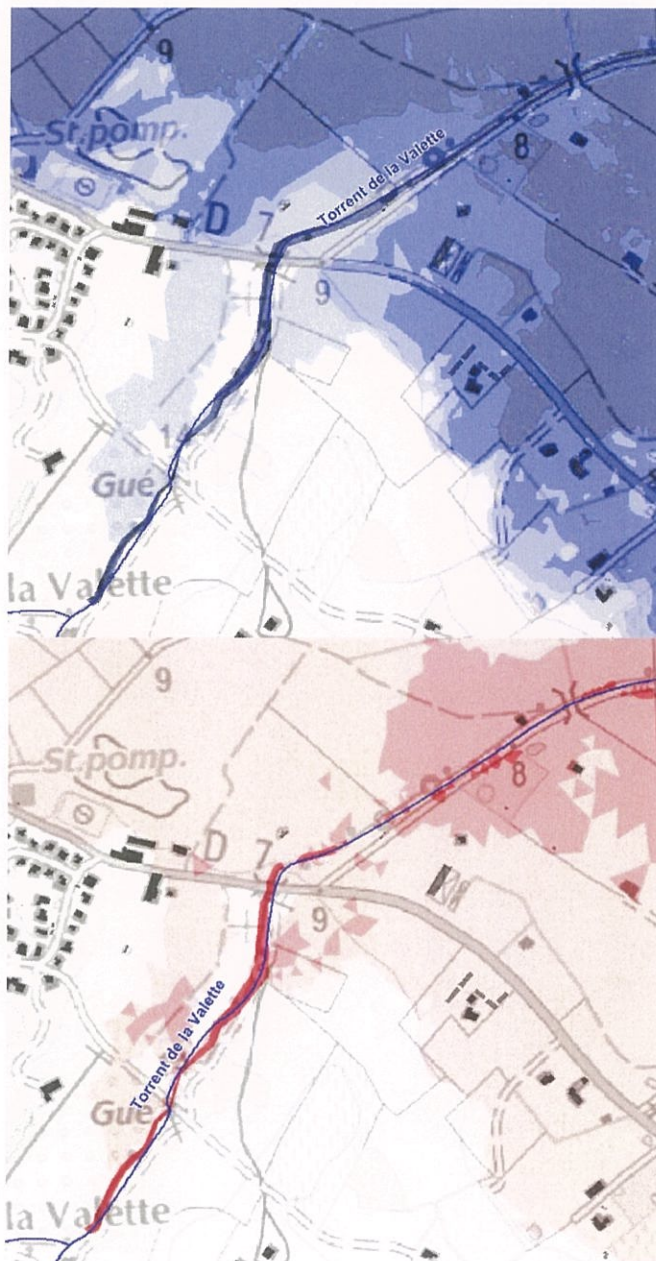 9
St.pomp.
Torrent de la Valette
8
D 7
9
14
Gué
la Valette
9
St.pomp.
8
D 7
9
Torrent de la Valette
Gué
la Valette